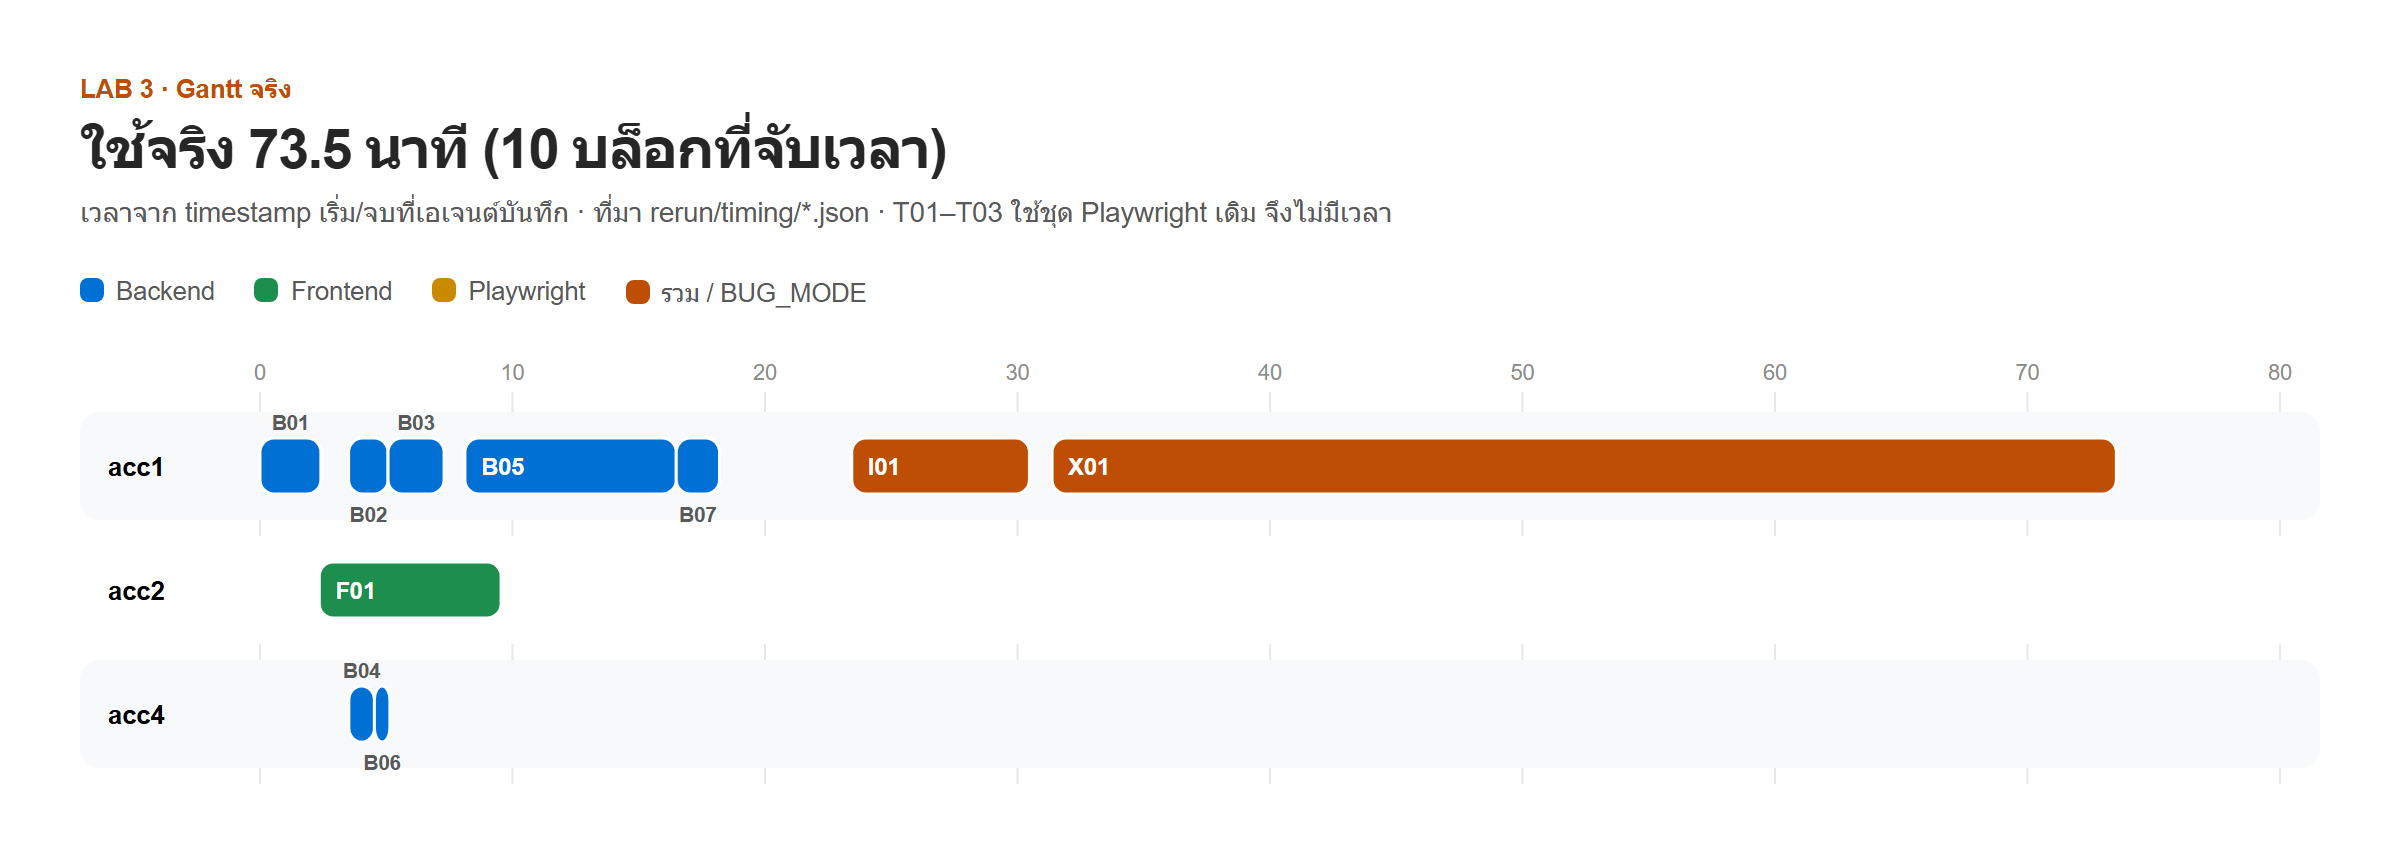 LAB 3 · Gantt จริง
ใช้จริง 73.5 นาที (10 บล็อกที่จับเวลา)
เวลาจาก timestamp เริ่ม/จบที่เอเจนต์บันทึก · ที่มา rerun/timing/*.json · T01–T03 ใช้ชุด Playwright เดิม จึงไม่มีเวลา
Backend Frontend Playwright รวม / BUG_MODE
0 10 20 30 40 50 60 70 80
B01 B03
acc1 B05 I01 X01
B02 B07
acc2 F01
B04
acc4
B06